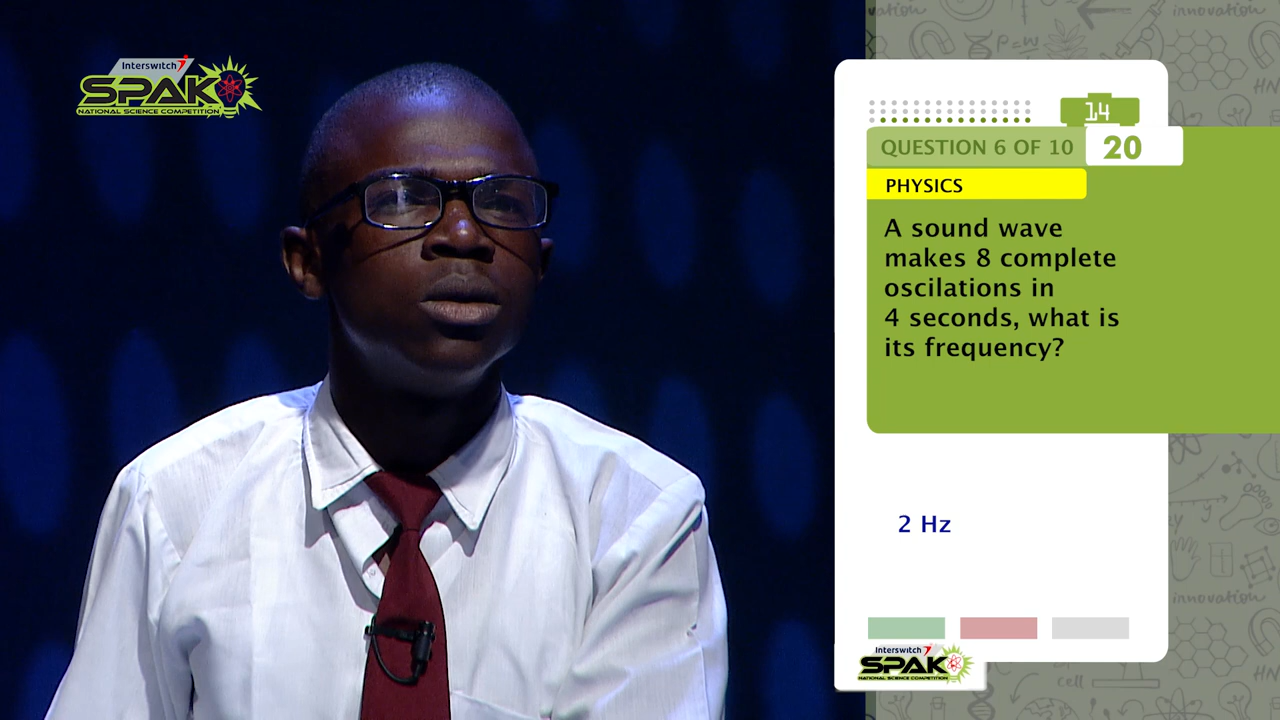 Interswitch
SPAK
NATIONAL SCIENCE COMPETITION
innovation
P=W
14
QUESTION 6 OF 10
20
PHYSICS
A sound wave
makes 8 complete
oscilations in
4 seconds, what is
its frequency?
2 Hz
innovation
cell
Interswitch
SPAK
NATIONAL SCIENCE COMPETITION